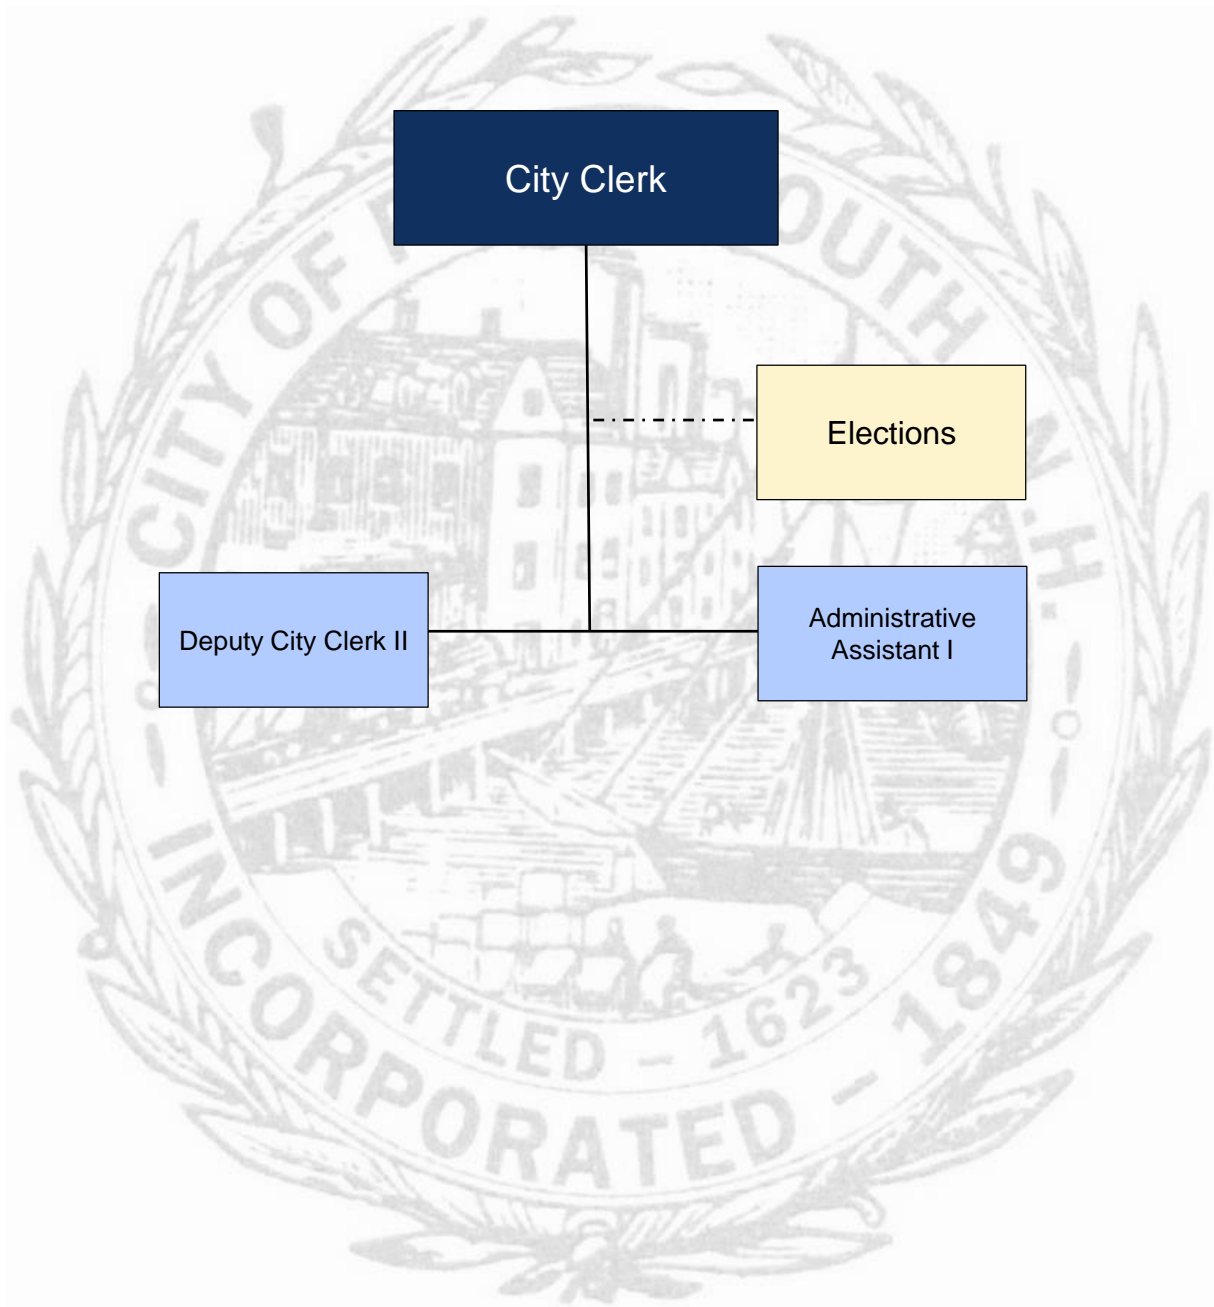 City Clerk
Elections
Deputy City Clerk II
Administrative
Assistant I
CITY OF P OUTH N.H.
SETTLED - 1623
INCORPORATED - 1849